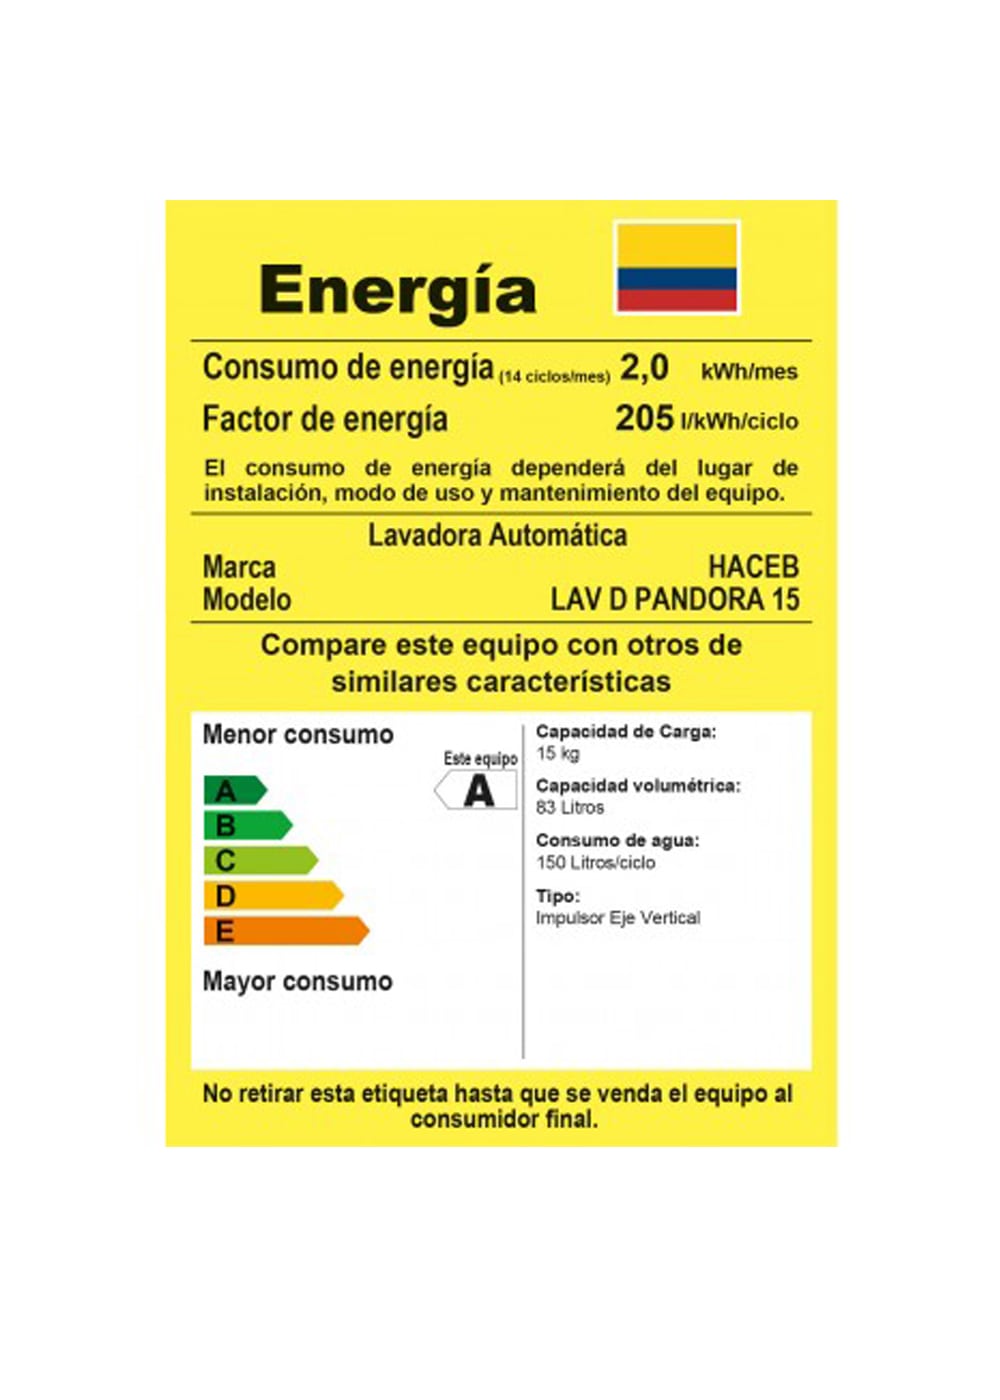 Energía
Consumo de energía (14 ciclos/mes) 2,0 kWh/mes
Factor de energía 205 l/kWh/ciclo
El consumo de energía dependerá del lugar de
instalación, modo de uso y mantenimiento del equipo.
Lavadora Automática
Marca HACEB
Modelo LAV D PANDORA 15
Compare este equipo con otros de
similares características
Menor consumo
Este equipo
A
A
B
C
D
E
Mayor consumo
Capacidad de Carga:
15 kg
Capacidad volumétrica:
83 Litros
Consumo de agua:
150 Litros/ciclo
Tipo:
Impulsor Eje Vertical
No retirar esta etiqueta hasta que se venda el equipo al
consumidor final.